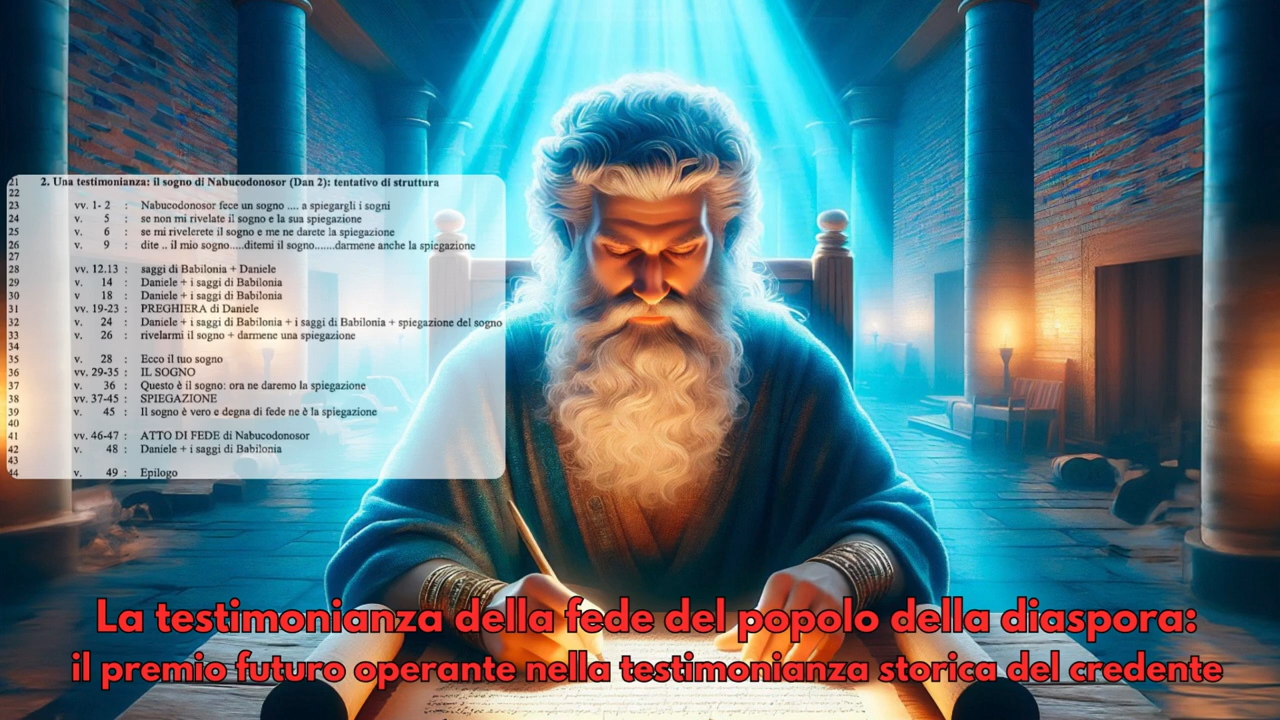 21 2. Una testimonianza: il sogno di Nabucodonosor (Dan 2): tentativo di struttura
22
23 vv. 1- 2 : Nabucodonosor fece un sogno .... a spiegargli i sogni
24 v. 5 : se non mi rivelate il sogno e la sua spiegazione
25 v. 6 : se mi rivelerete il sogno e me ne darete la spiegazione
26 v. 9 : dite .. il mio sogno.....ditemi il sogno.......darmene anche la spiegazione
27
28 vv. 12.13 : saggi di Babilonia + Daniele
29 v. 14 : Daniele + i saggi di Babilonia
30 v 18 : Daniele + i saggi di Babilonia
31 vv. 19-23 : PREGHIERA di Daniele
32 v. 24 : Daniele + i saggi di Babilonia + i saggi di Babilonia + spiegazione del sogno
33 v. 26 : rivelarmi il sogno + darmene una spiegazione
34
35 v. 28 : Ecco il tuo sogno
36 vv. 29-35 : IL SOGNO
37 v. 36 : Questo è il sogno: ora ne daremo la spiegazione
38 vv. 37-45 : SPIEGAZIONE
39 v. 45 : Il sogno è vero e degna di fede ne è la spiegazione
40
41 vv. 46-47 : ATTO DI FEDE di Nabucodonosor
42 v. 48 : Daniele + i saggi di Babilonia
43
44 v. 49 : Epilogo
La testimonianza della fede del popolo della diaspora:
il premio futuro operante nella testimonianza storica del credente